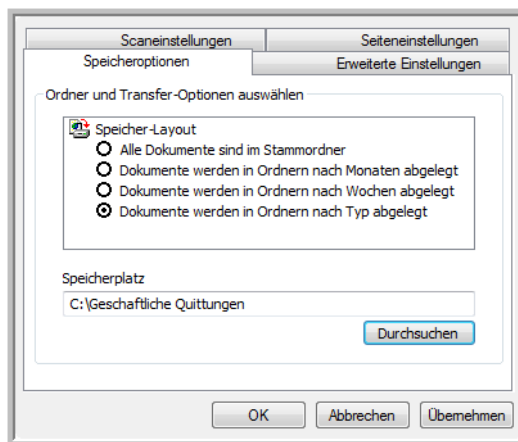 Scaneinstellungen
Seiteneinstellungen
Speicheroptionen
Erweiterte Einstellungen
Ordner und Transfer-Optionen auswählen
Speicher-Layout
Alle Dokumente sind im Stammordner
Dokumente werden in Ordnern nach Monaten abgelegt
Dokumente werden in Ordnern nach Wochen abgelegt
Dokumente werden in Ordnern nach Typ abgelegt
Speicherplatz
C:\Geschaftliche Quittungen
Durchsuchen
OK
Abbrechen
Übernehmen